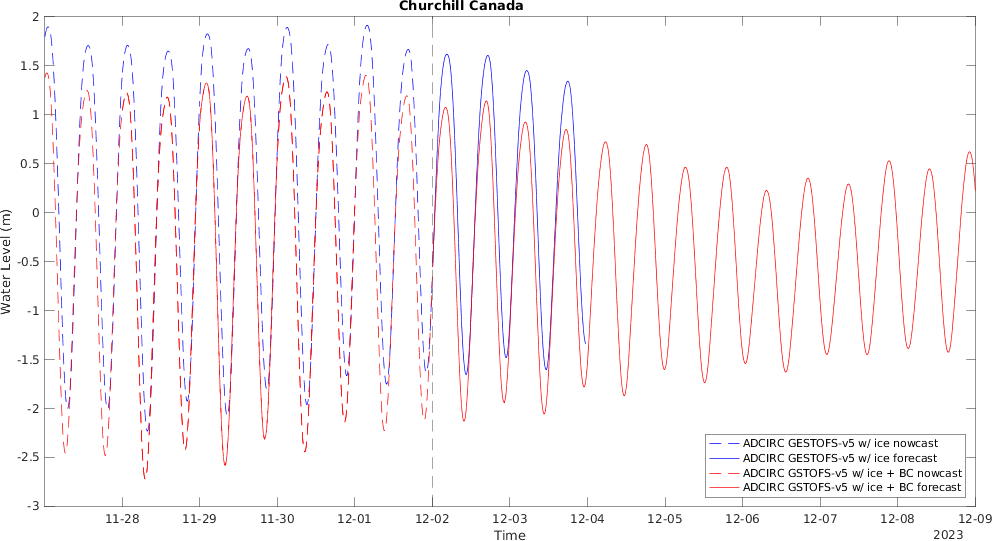 Churchill Canada
2
1.5
1
0.5
0
-0.5
-1
-1.5
-2
-2.5
-3
Water Level (m)
ADCIRC GESTOFS-v5 w/ ice nowcast
ADCIRC GESTOFS-v5 w/ ice forecast
ADCIRC GSTOFS-v5 w/ ice + BC nowcast
ADCIRC GSTOFS-v5 w/ ice + BC forecast
11-28 11-29 11-30 12-01 12-02 12-03 12-04 12-05 12-06 12-07 12-08 12-09
Time 2023